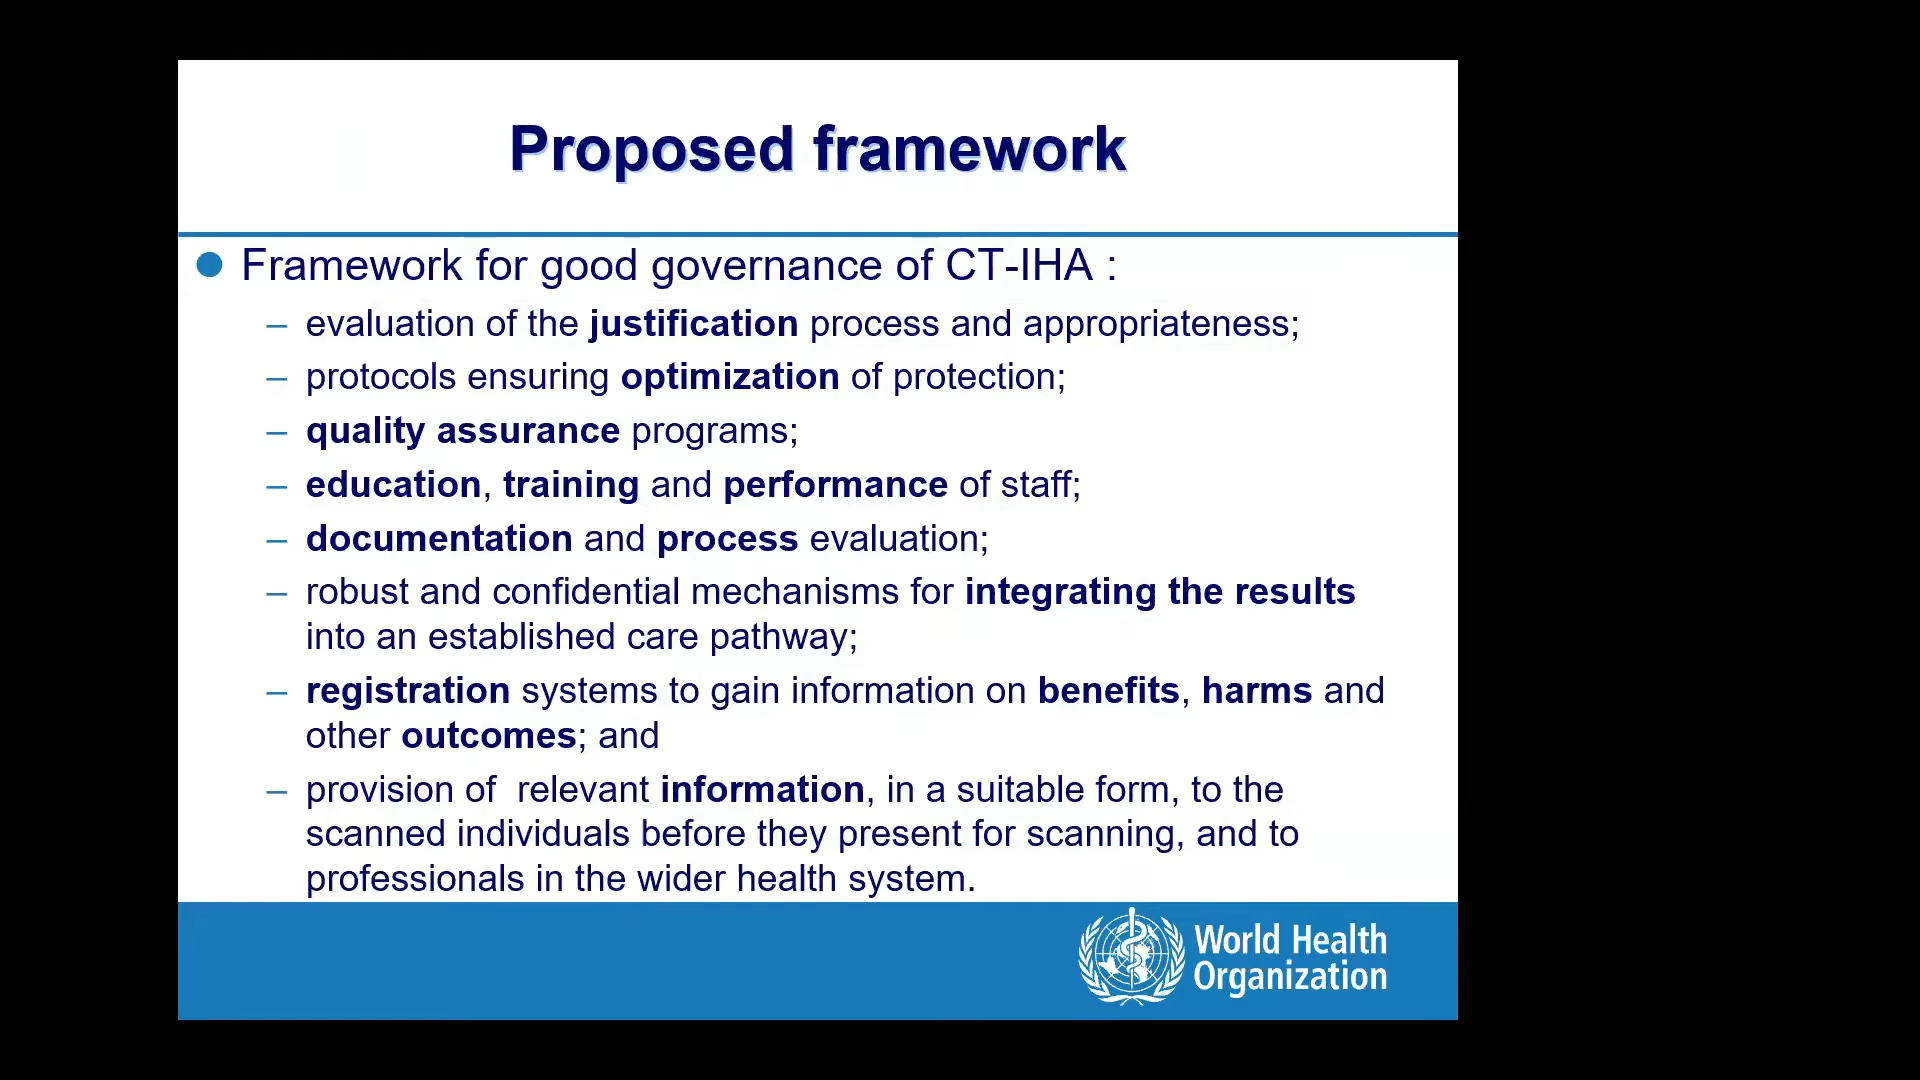 Proposed framework
Framework for good governance of CT-IHA :
– evaluation of the justification process and appropriateness;
– protocols ensuring optimization of protection;
– quality assurance programs;
– education, training and performance of staff;
– documentation and process evaluation;
– robust and confidential mechanisms for integrating the results
into an established care pathway;
– registration systems to gain information on benefits, harms and
other outcomes; and
– provision of  relevant information, in a suitable form, to the
scanned individuals before they present for scanning, and to
professionals in the wider health system.
World Health
Organization